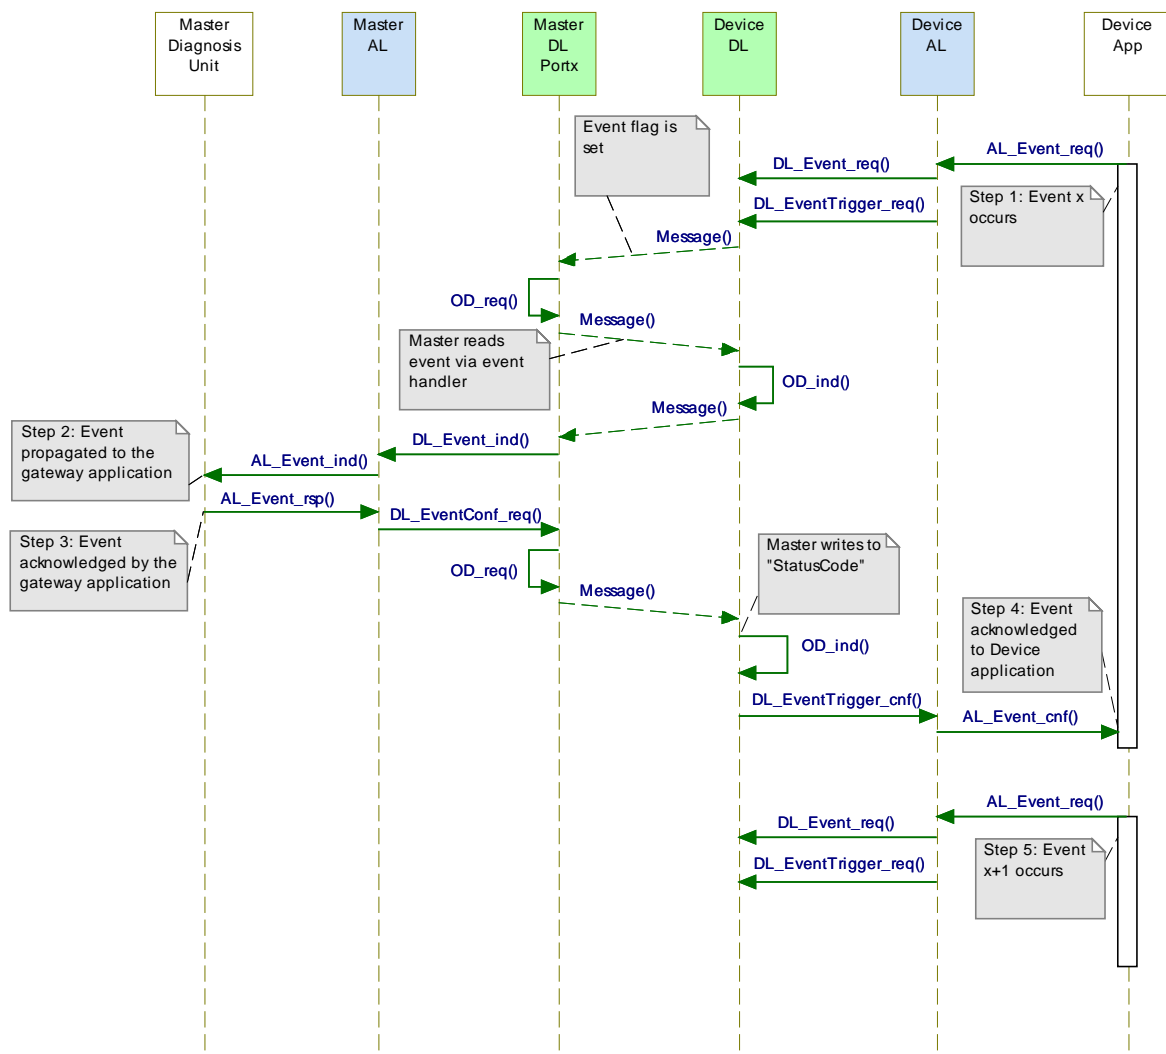 Master
Diagnosis
Unit
Master
AL
Master
DL
Portx
Device
DL
Device
AL
Device
App
Event flag is
set
AL_Event_req()
DL_Event_req()
Step 1: Event x
occurs
DL_EventTrigger_req()
Message()
OD_req()
Message()
Master reads
event via event
handler
OD_ind()
Message()
Step 2: Event
propagated to the
gateway application
DL_Event_ind()
AL_Event_ind()
AL_Event_rsp()
DL_EventConf_req()
Step 3: Event
acknowledged by the
gateway application
Master writes to
"StatusCode"
OD_req()
Message()
Step 4: Event
acknowledged
to Device
application
OD_ind()
DL_EventTrigger_cnf()
AL_Event_cnf()
AL_Event_req()
DL_Event_req()
Step 5: Event
x+1 occurs
DL_EventTrigger_req()